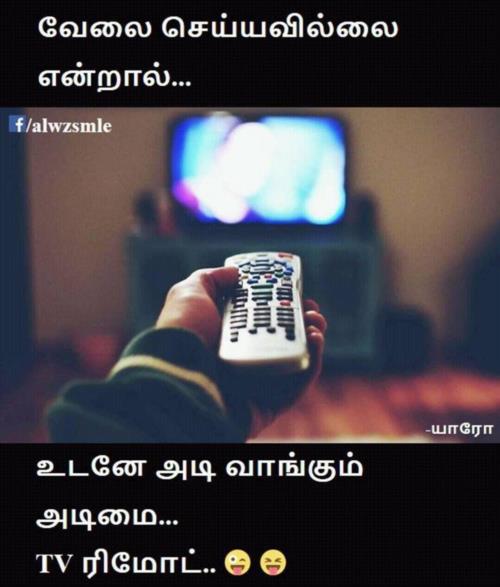 வேலை செய்யவில்லை
என்றால்...
f/alwzsmle
-யாரோ
உடனே அடி வாங்கும்
அடிமை...
TV ரிமோட்.. 😜 😝